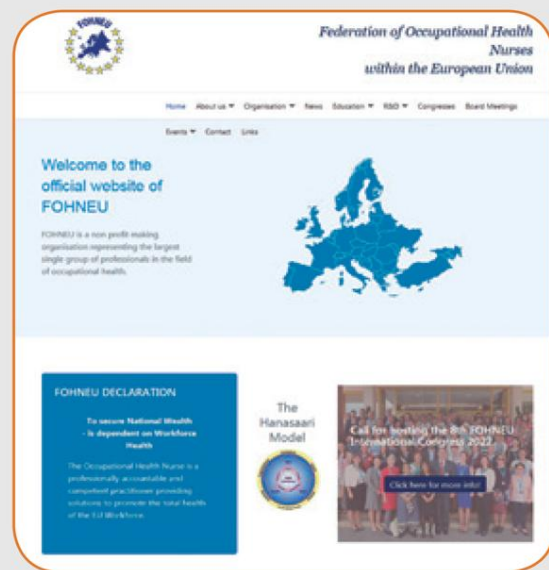 FOHNEU
Federation of Occupational Health
Nurses
within the European Union
Home About us Organisation News Education R&D Congresses Board Meetings
Events Contact Links
Welcome to the
official website of
FOHNEU
FOHNEU is a non profit making
organisation representing the largest
single group of professionals in the field
of occupational health.
FOHNEU DECLARATION
To secure National Wealth
- is dependent on Workforce
Health
The Occupational Health Nurse is a
professionally accountable and
competent practitioner providing
solutions to promote the total health
of the EU Workforce.
The
Hanasaari
Model
Call for hosting the 8th FOHNEU
International Congress 2022.
Click here for more info!